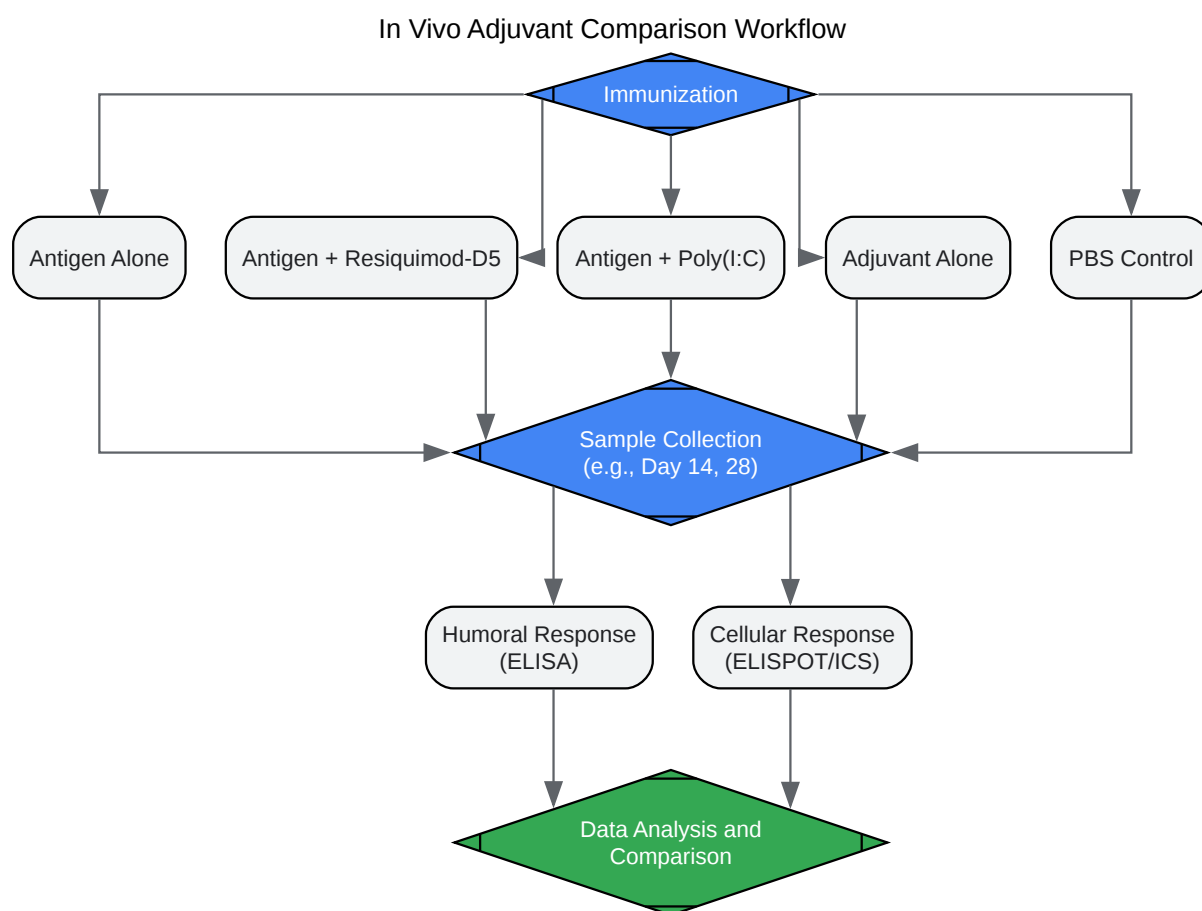 In Vivo Adjuvant Comparison Workflow
Immunization
Antigen Alone
Antigen + Resiquimod-D5
Antigen + Poly(I:C)
Adjuvant Alone
PBS Control
Sample Collection
(e.g., Day 14, 28)
Humoral Response
(ELISA)
Cellular Response
(ELISPOT/ICS)
Data Analysis and
Comparison